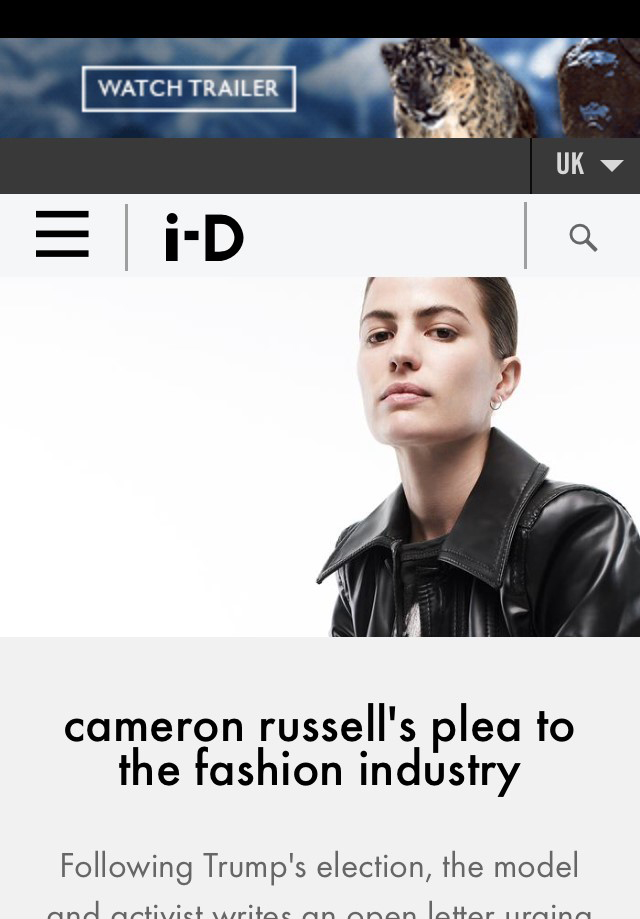 WATCH TRAILER
UK
i-D
cameron russell's plea to
the fashion industry
Following Trump's election, the model
and activist writes an open letter urging